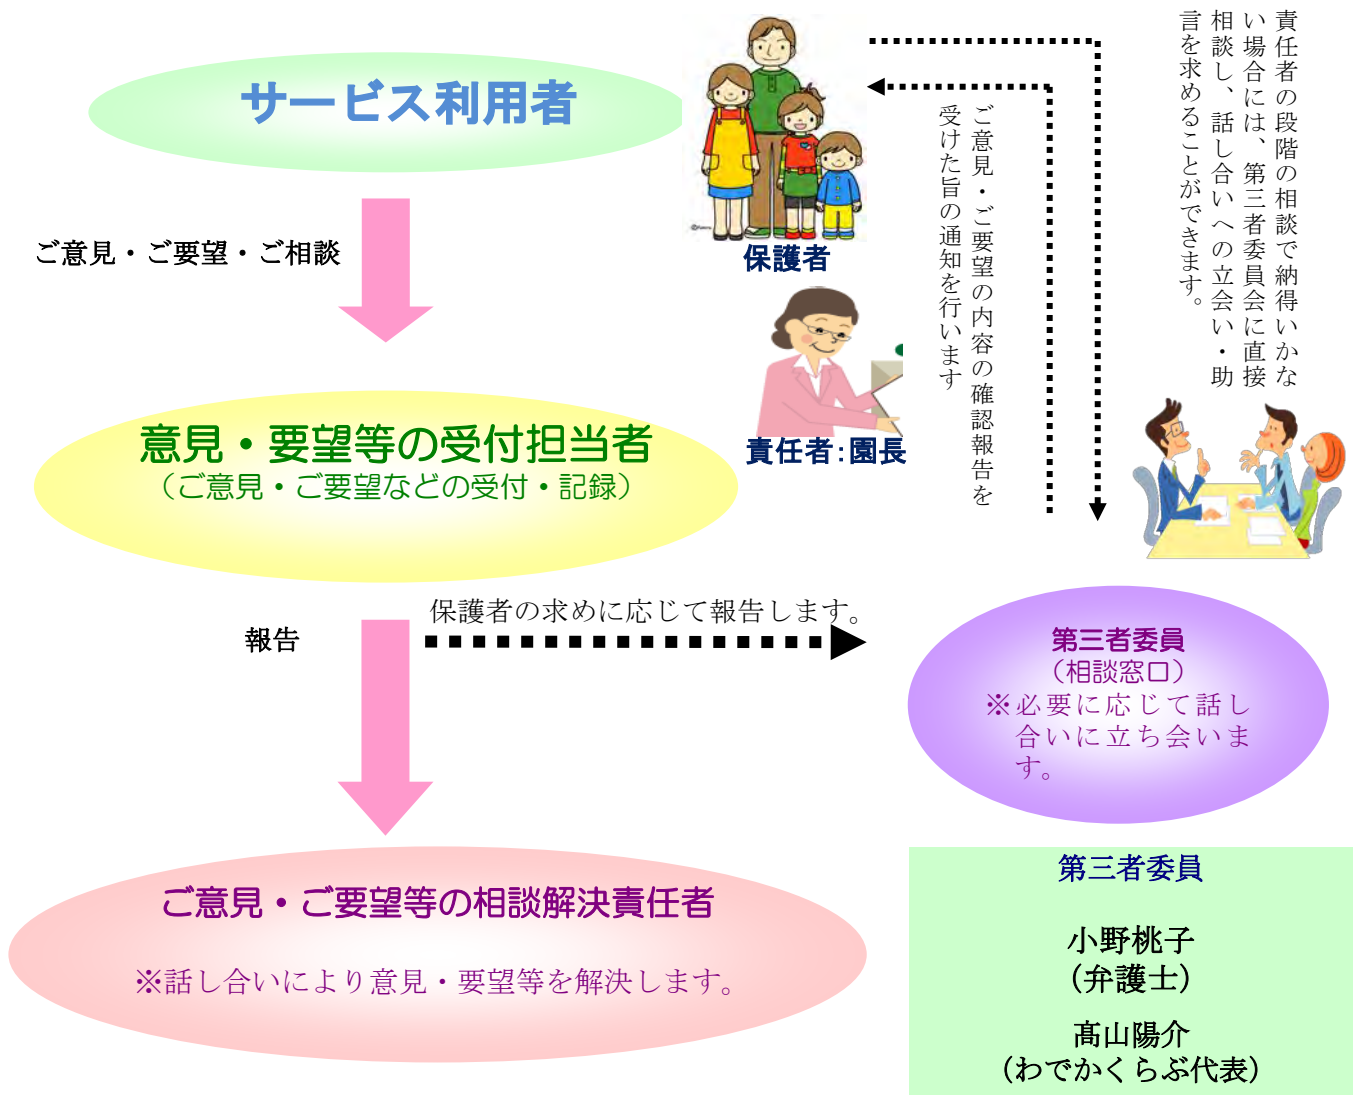 サービス利用者
ご意見・ご要望・ご相談
保護者
責任者:園長
責任者の段階の相談で納得いかな
い場合には、第三者委員会に直接
相談し、話し合いへの立会い・助
言を求めることができます。
ご意見・ご要望の内容の確認報告を
受けた旨の通知を行います
意見・要望等の受付担当者
（ご意見・ご要望などの受付・記録）
報告
保護者の求めに応じて報告します。
第三者委員
（相談窓口）
※必要に応じて話し
合いに立ち会いま
す。
ご意見・ご要望等の相談解決責任者
※話し合いにより意見・要望等を解決します。
第三者委員
小野桃子
（弁護士）
髙山陽介
（わでかくらぶ代表）